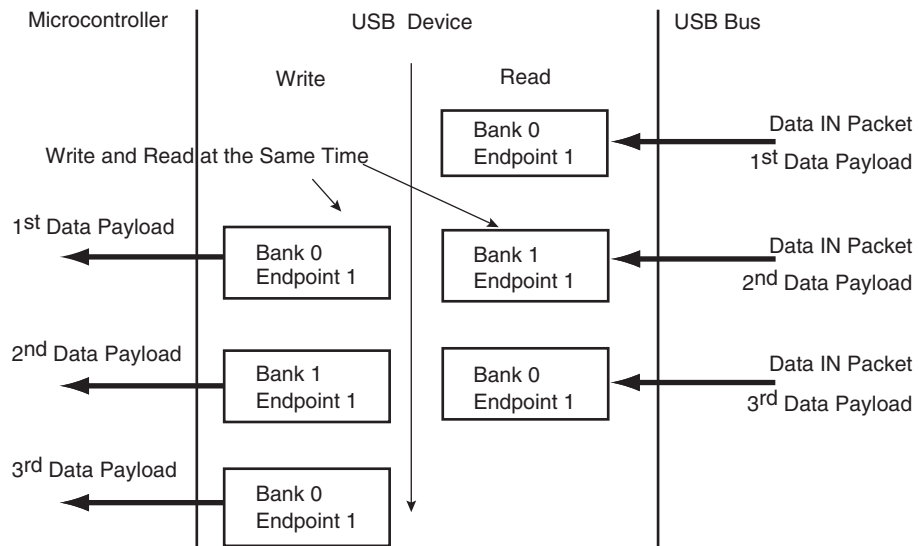 Microcontroller USB Device USB Bus
Write Read
Bank 0
Endpoint 1
Data IN Packet
1st Data Payload
Write and Read at the Same Time
1st Data Payload
Bank 0
Endpoint 1
Bank 1
Endpoint 1
Data IN Packet
2nd Data Payload
2nd Data Payload
Bank 1
Endpoint 1
Bank 0
Endpoint 1
Data IN Packet
3rd Data Payload
3rd Data Payload
Bank 0
Endpoint 1